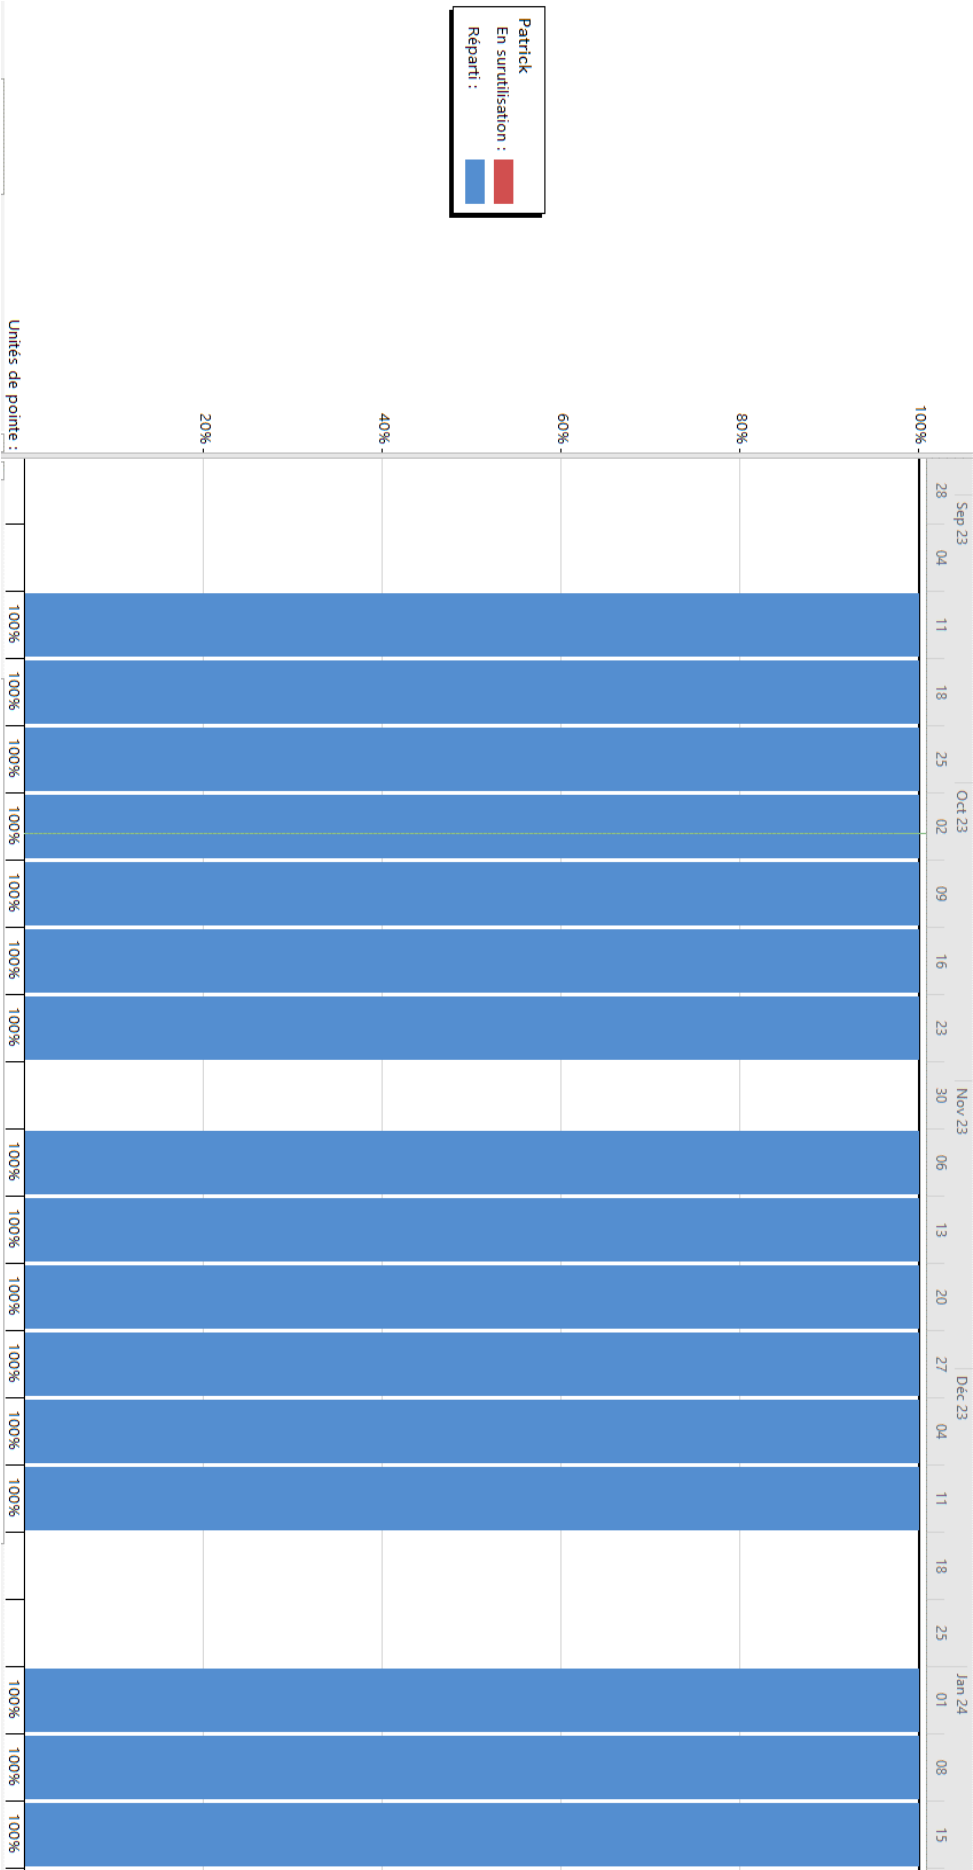 Patrick
En surutilisation :
Réparti :
Sep 23 Oct 23 Nov 23 Déc 23 Jan 24
28 04 11 18 25 02 09 16 23 30 06 13 20 27 04 11 18 25 01 08 15
100%
80%
60%
40%
20%
Unités de pointe : 100% 100% 100% 100% 100% 100% 100% 100% 100% 100% 100% 100% 100% 100% 100% 100%